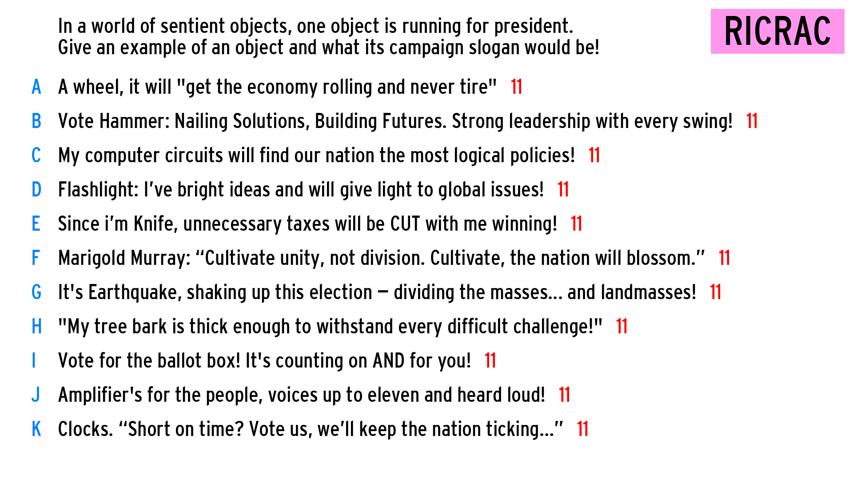 In a world of sentient objects, one object is running for president.
Give an example of an object and what its campaign slogan would be!
RICRAC
A A wheel, it will "get the economy rolling and never tire" 11
B Vote Hammer: Nailing Solutions, Building Futures. Strong leadership with every swing! 11
C My computer circuits will find our nation the most logical policies! 11
D Flashlight: I've bright ideas and will give light to global issues! 11
E Since i'm Knife, unnecessary taxes will be CUT with me winning! 11
F Marigold Murray: “Cultivate unity, not division. Cultivate, the nation will blossom.” 11
G It's Earthquake, shaking up this election – dividing the masses... and landmasses! 11
H "My tree bark is thick enough to withstand every difficult challenge!" 11
I Vote for the ballot box! It's counting on AND for you! 11
J Amplifier's for the people, voices up to eleven and heard loud! 11
K Clocks. “Short on time? Vote us, we’ll keep the nation ticking...” 11